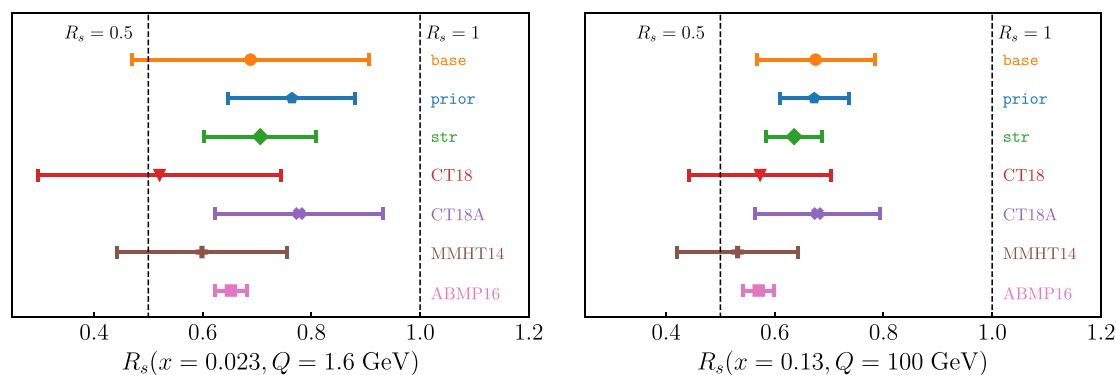 R_s = 0.5
R_s = 1
base
prior
str
CT18
CT18A
MMHT14
ABMP16
0.4 0.6 0.8 1.0 1.2
R_s(x = 0.023, Q = 1.6 GeV)
R_s = 0.5
R_s = 1
base
prior
str
CT18
CT18A
MMHT14
ABMP16
0.4 0.6 0.8 1.0 1.2
R_s(x = 0.13, Q = 100 GeV)